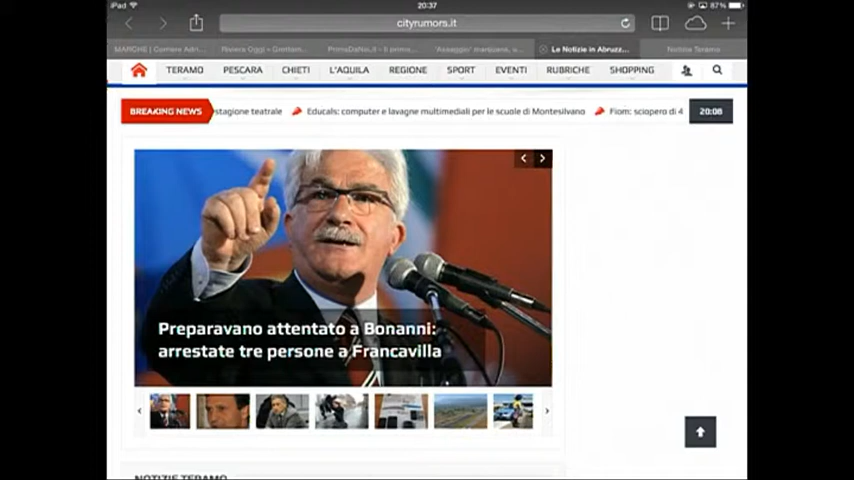 iPad 20:37 87%
cityrumors.it
MARCHE | Corriere Adri... Riviera Oggi – Grottam... PrimaDaNoi.it - Il primo... 'Assaggio' marijuana, v... Le Notizie in Abruzz... Notizie Teramo
TERAMO PESCARA CHIETI L'AQUILA REGIONE SPORT EVENTI RUBRICHE SHOPPING
BREAKING NEWS stagione teatrale Educals: computer e lavagne multimediali per le scuole di Montesilvano Fiom: sciopero di 4 20:08
Preparavano attentato a Bonanni:
arrestate tre persone a Francavilla
NOTIZIE TERAMO